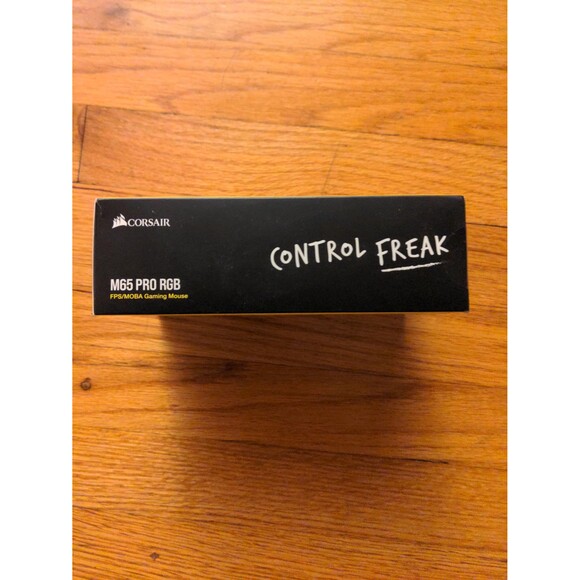 CORSAIR
CONTROL FREAK
M65 PRO RGB
FPS/MOBA Gaming Mouse